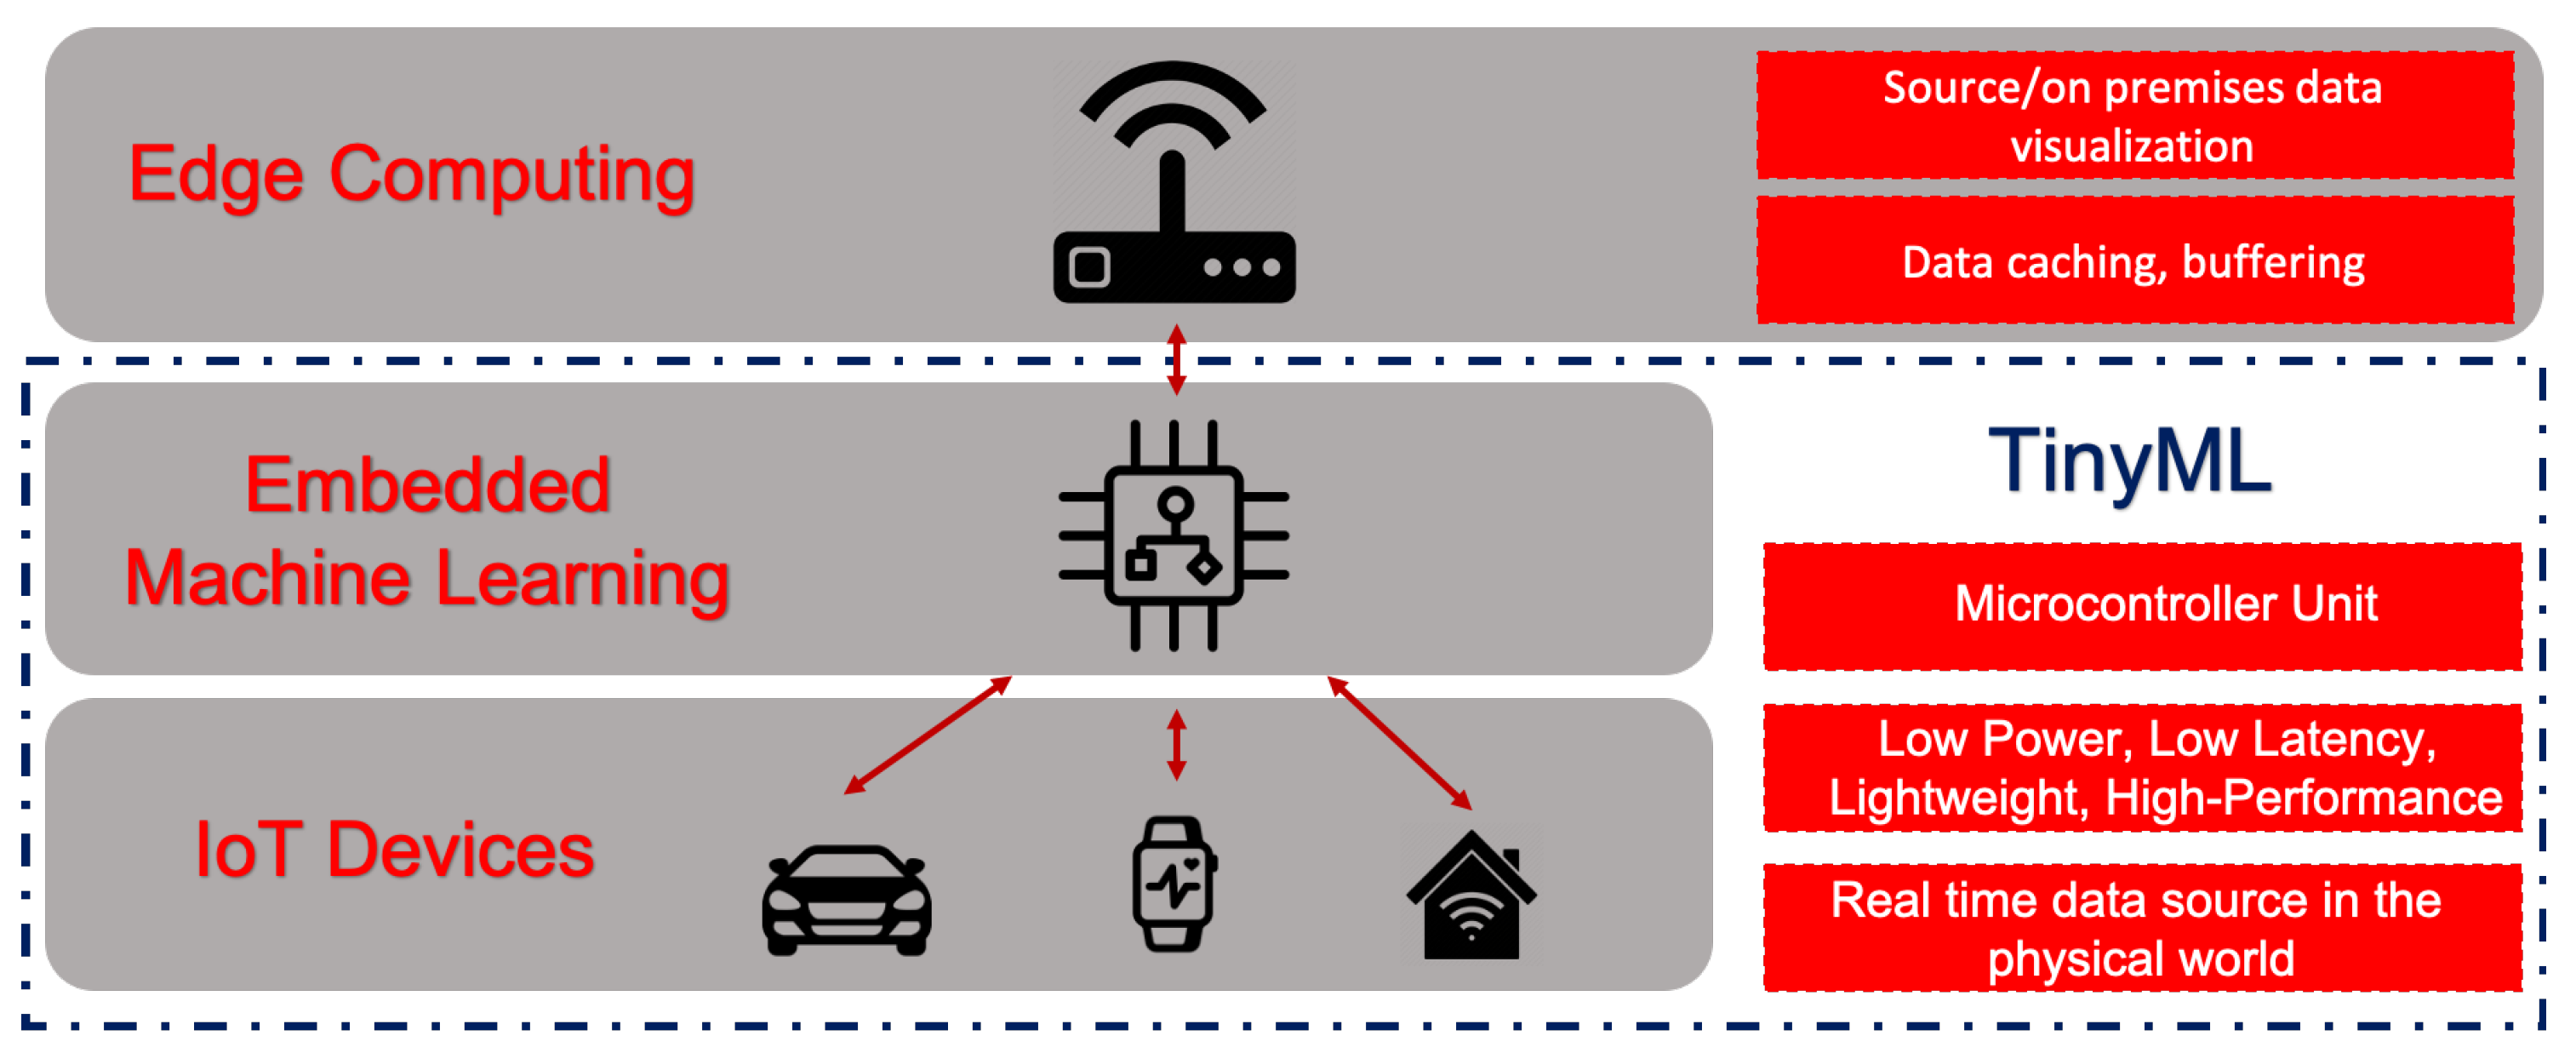 Edge Computing
Source/on premises data
visualization
Data caching, buffering
Embedded
Machine Learning
TinyML
Microcontroller Unit
Low Power, Low Latency,
Lightweight, High-Performance
IoT Devices
Real time data source in the
physical world